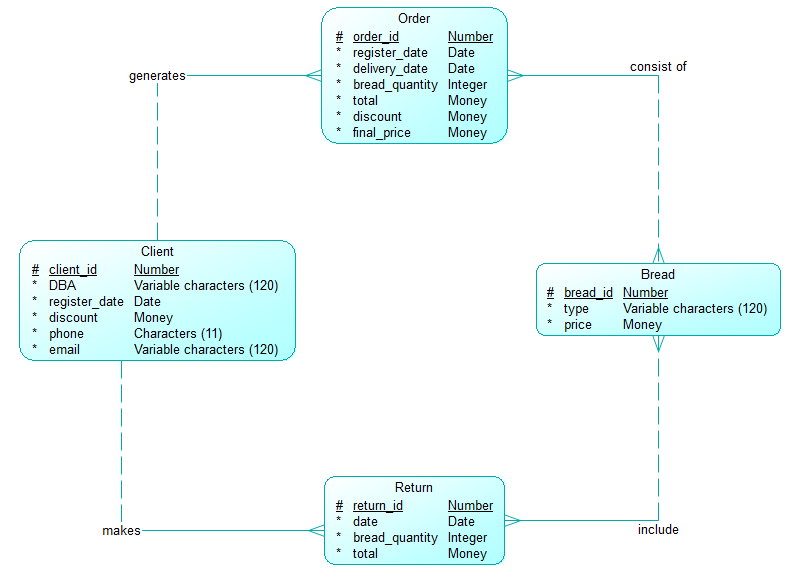 Order
# order_id Number
* register_date Date
* delivery_date Date
* bread_quantity Integer
* total Money
* discount Money
* final_price Money
generates
consist of
Client
# client_id Number
* DBA Variable characters (120)
* register_date Date
* discount Money
* phone Characters (11)
* email Variable characters (120)
Bread
# bread_id Number
* type Variable characters (120)
* price Money
Return
# return_id Number
* date Date
* bread_quantity Integer
* total Money
makes
include